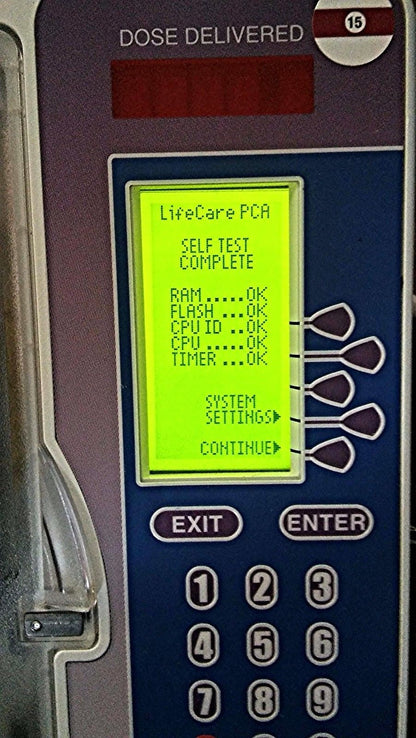 DOSE DELIVERED
15
LifeCare PCA
SELF TEST
COMPLETE
RAM .....OK
FLASH ...OK
CPU ID ..OK
CPU .....OK
TIMER ...OK
SYSTEM
SETTINGS▶
CONTINUE▶
EXIT ENTER
1 2 3
4 5 6
7 8 9